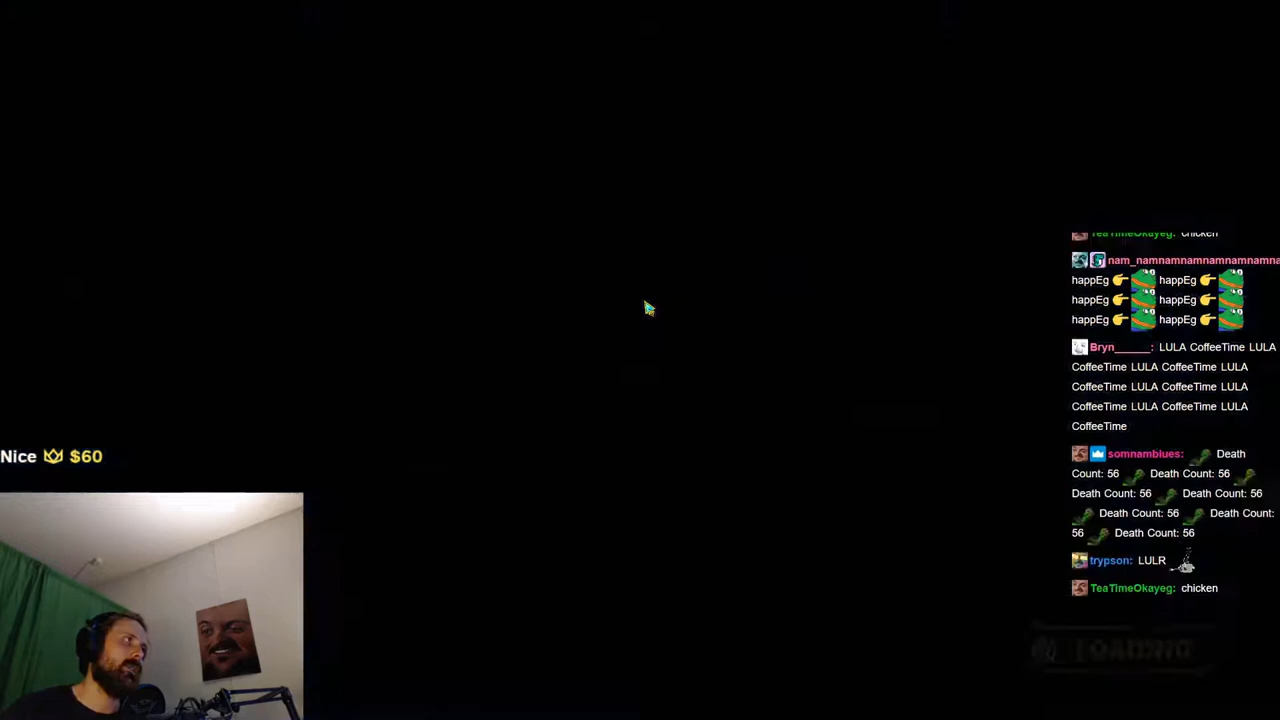 TeaTimeOkayeg: chicken
nam_namnamnamnamnamnamna
happEg happEg
happEg happEg
happEg happEg
Bryn______: LULA CoffeeTime LULA
CoffeeTime LULA CoffeeTime LULA
CoffeeTime LULA CoffeeTime LULA
CoffeeTime LULA CoffeeTime LULA
CoffeeTime
somnamblues: Death
Count: 56 Death Count: 56
Death Count: 56 Death Count: 56
Death Count: 56 Death Count:
56 Death Count: 56
trypson: LULR
TeaTimeOkayeg: chicken
Nice $60
LOADING